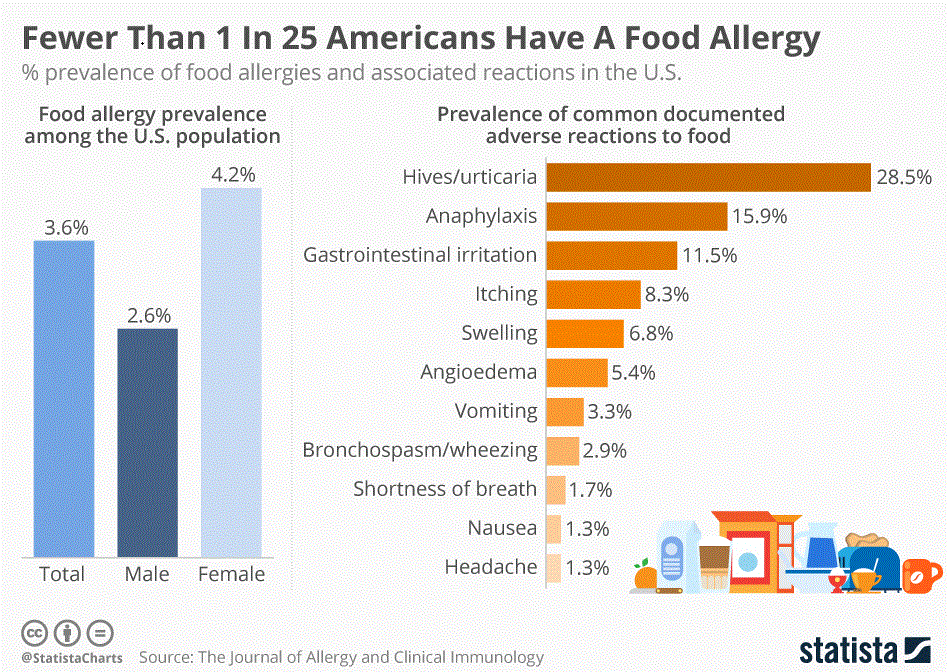 Fewer Than 1 In 25 Americans Have A Food Allergy
% prevalence of food allergies and associated reactions in the U.S.
Food allergy prevalence
among the U.S. population
3.6%
2.6%
4.2%
Total
Male
Female
Prevalence of common documented
adverse reactions to food
Hives/urticaria 28.5%
Anaphylaxis 15.9%
Gastrointestinal irritation 11.5%
Itching 8.3%
Swelling 6.8%
Angioedema 5.4%
Vomiting 3.3%
Bronchospasm/wheezing 2.9%
Shortness of breath 1.7%
Nausea 1.3%
Headache 1.3%
cc
@StatistaCharts Source: The Journal of Allergy and Clinical Immunology
statista